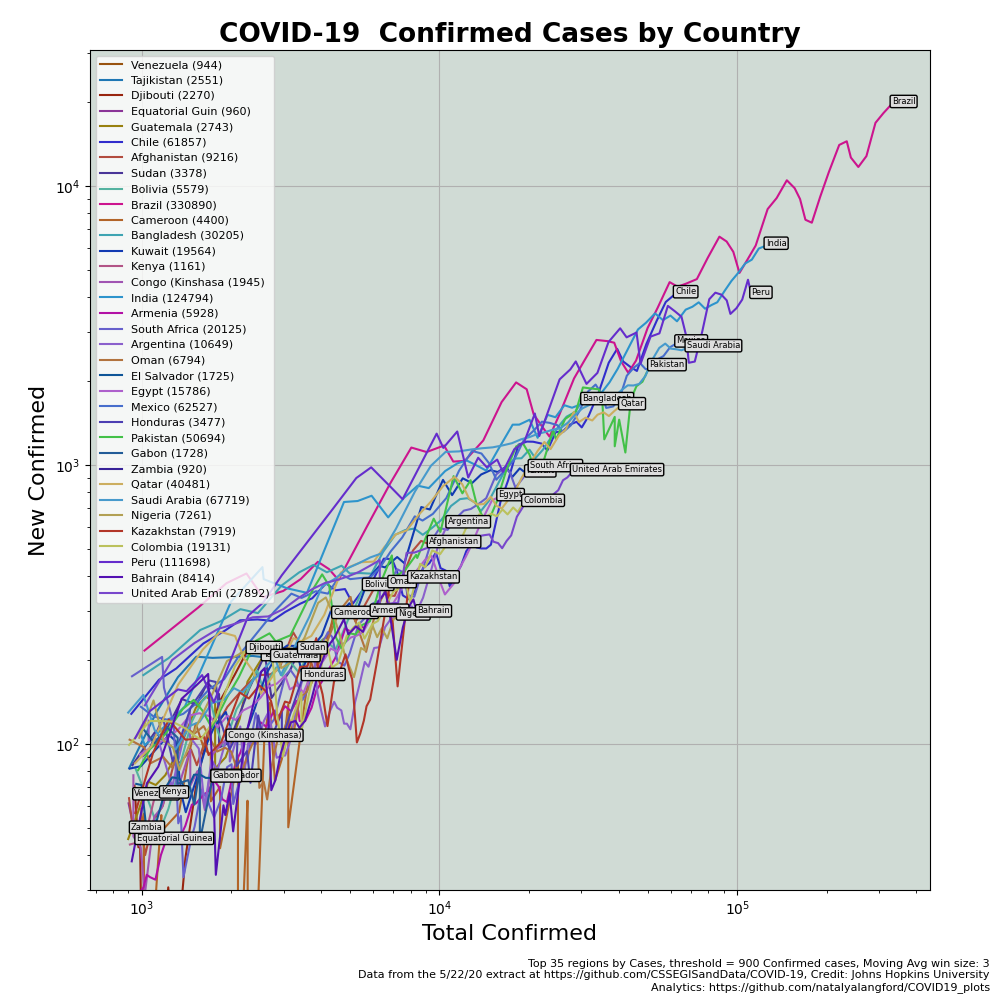 COVID-19  Confirmed Cases by Country
Venezuela (944)
Tajikistan (2551)
Djibouti (2270)
Equatorial Guin (960)
Guatemala (2743)
Chile (61857)
Afghanistan (9216)
Sudan (3378)
Bolivia (5579)
Brazil (330890)
Cameroon (4400)
Bangladesh (30205)
Kuwait (19564)
Kenya (1161)
Congo (Kinshasa (1945)
India (124794)
Armenia (5928)
South Africa (20125)
Argentina (10649)
Oman (6794)
El Salvador (1725)
Egypt (15786)
Mexico (62527)
Honduras (3477)
Pakistan (50694)
Gabon (1728)
Zambia (920)
Qatar (40481)
Saudi Arabia (67719)
Nigeria (7261)
Kazakhstan (7919)
Colombia (19131)
Peru (111698)
Bahrain (8414)
United Arab Emi (27892)
Brazil
India
Chile
Peru
Saudi Arabia
Pakistan
Bangladesh
Qatar
South Afri
United Arab Emirates
Egypt
Colombia
Argentina
Afghanistan
Bolivi
Oma
Kazakhstan
Cameroo
Armer
Nige
Bahrain
Djibouti
Guatemala
Sudan
Honduras
Congo (Kinshasa)
Gabon
ador
Venez
Kenya
Zambia
Equatorial Guinea
10⁴
10³
10²
New Confirmed
10³
10⁴
10⁵
Total Confirmed
Top 35 regions by Cases, threshold = 900 Confirmed cases, Moving Avg win size: 3
Data from the 5/22/20 extract at https://github.com/CSSEGISandData/COVID-19, Credit: Johns Hopkins University
Analytics: https://github.com/natalyalangford/COVID19_plots